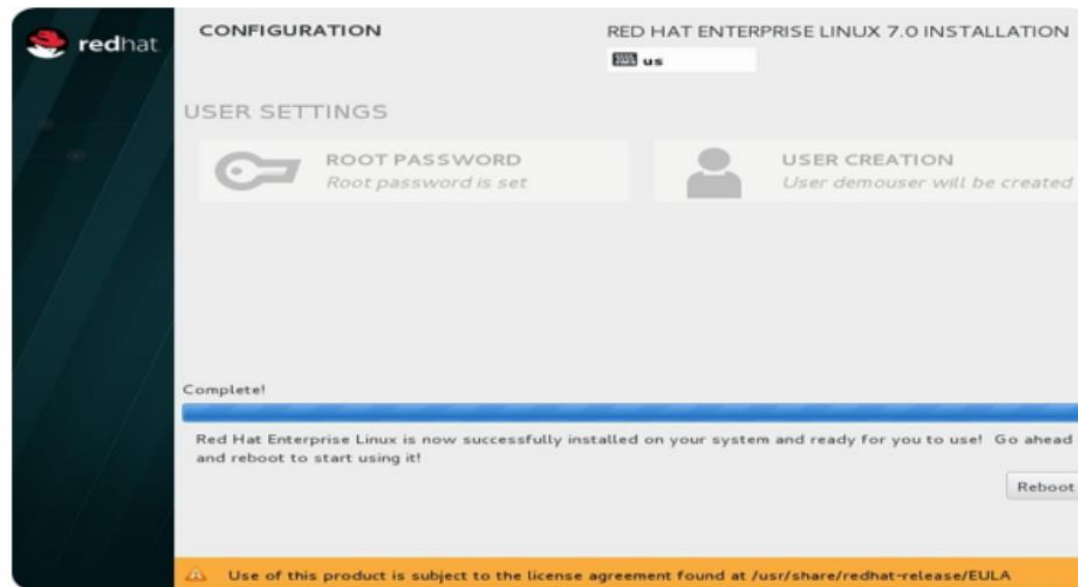 redhat
CONFIGURATION
RED HAT ENTERPRISE LINUX 7.0 INSTALLATION
us
USER SETTINGS
ROOT PASSWORD
Root password is set
USER CREATION
User demouser will be created
Complete!
Red Hat Enterprise Linux is now successfully installed on your system and ready for you to use! Go ahead
and reboot to start using it!
Reboot
Use of this product is subject to the license agreement found at /usr/share/redhat-release/EULA